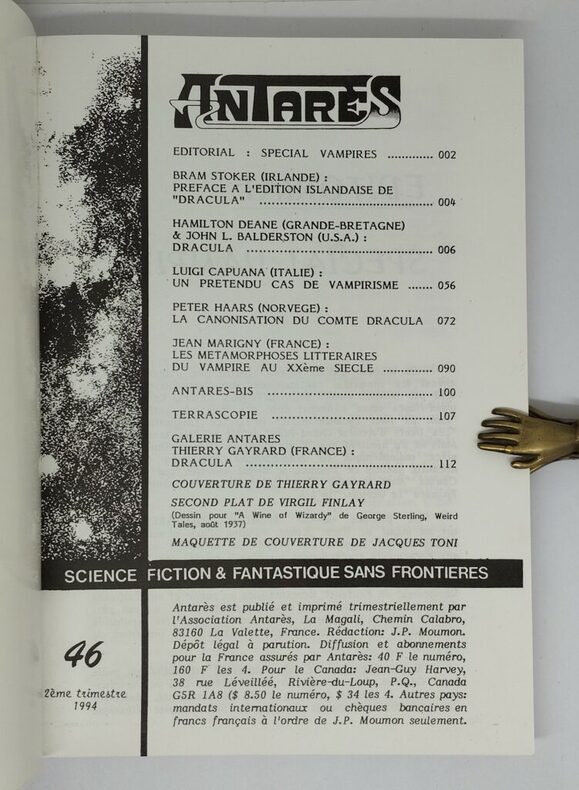 ANTARES
EDITORIAL : SPECIAL VAMPIRES ............ 002
BRAM STOKER (IRLANDE) :
PREFACE A L'EDITION ISLANDAISE DE
"DRACULA" ............................................ 004
HAMILTON DEANE (GRANDE-BRETAGNE)
& JOHN L. BALDERSTON (U.S.A.) :
DRACULA ............................................... 006
LUIGI CAPUANA (ITALIE) :
UN PRETENDU CAS DE VAMPIRISME ....... 056
PETER HAARS (NORVEGE) :
LA CANONISATION DU COMTE DRACULA 072
JEAN MARIGNY (FRANCE) :
LES METAMORPHOSES LITTERAIRES
DU VAMPIRE AU XXème SIECLE ............. 090
ANTARES-BIS .......................................... 100
TERRASCOPIE .......................................... 107
GALERIE ANTARES
THIERRY GAYRARD (FRANCE) :
DRACULA ............................................... 112
COUVERTURE DE THIERRY GAYRARD
SECOND PLAT DE VIRGIL FINLAY
(Dessin pour "A Wine of Wizardy" de George Sterling, Weird
Tales, août 1937)
MAQUETTE DE COUVERTURE DE JACQUES TONI
SCIENCE FICTION & FANTASTIQUE SANS FRONTIERES
46
2ème trimestre
1994
Antarès est publié et imprimé trimestriellement par
l'Association Antarès, La Magali, Chemin Calabro,
83160 La Valette, France. Rédaction: J.P. Moumon.
Dépôt légal à parution. Diffusion et abonnements
pour la France assurés par Antarès: 40 F le numéro,
160 F les 4. Pour le Canada: Jean-Guy Harvey,
38 rue Léveilléé, Rivière-du-Loup, P.Q., Canada
G5R 1A8 ($ 8.50 le numéro, $ 34 les 4. Autres pays:
mandats internationaux ou chèques bancaires en
francs français à l'ordre de J.P. Moumon seulement.